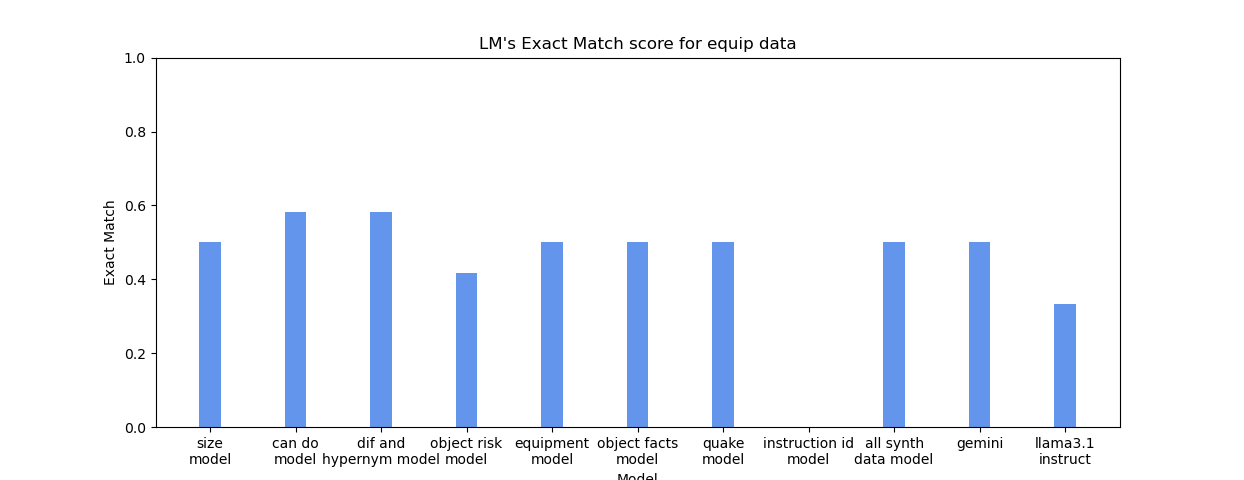 LM's Exact Match score for equip data
1.0
0.8
0.6
0.4
0.2
0.0
Exact Match
size
model
can do
model
dif and
hypernym model
object risk
model
equipment
model
object facts
model
quake
model
instruction id
model
all synth
data model
gemini
llama3.1
instruct
Model